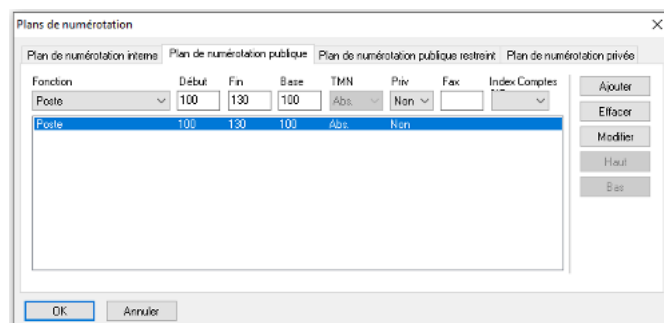 Plans de numérotation
Plan de numérotation interne Plan de numérotation publique Plan de numérotation publique restreint Plan de numérotation privée
Fonction Début Fin Base TMN Priv Fax Index Comptes
Poste 100 130 100 Abs. Non
Poste 100 130 100 Abs. Non
Ajouter
Effacer
Modifier
Haut
Bas
OK Annuler